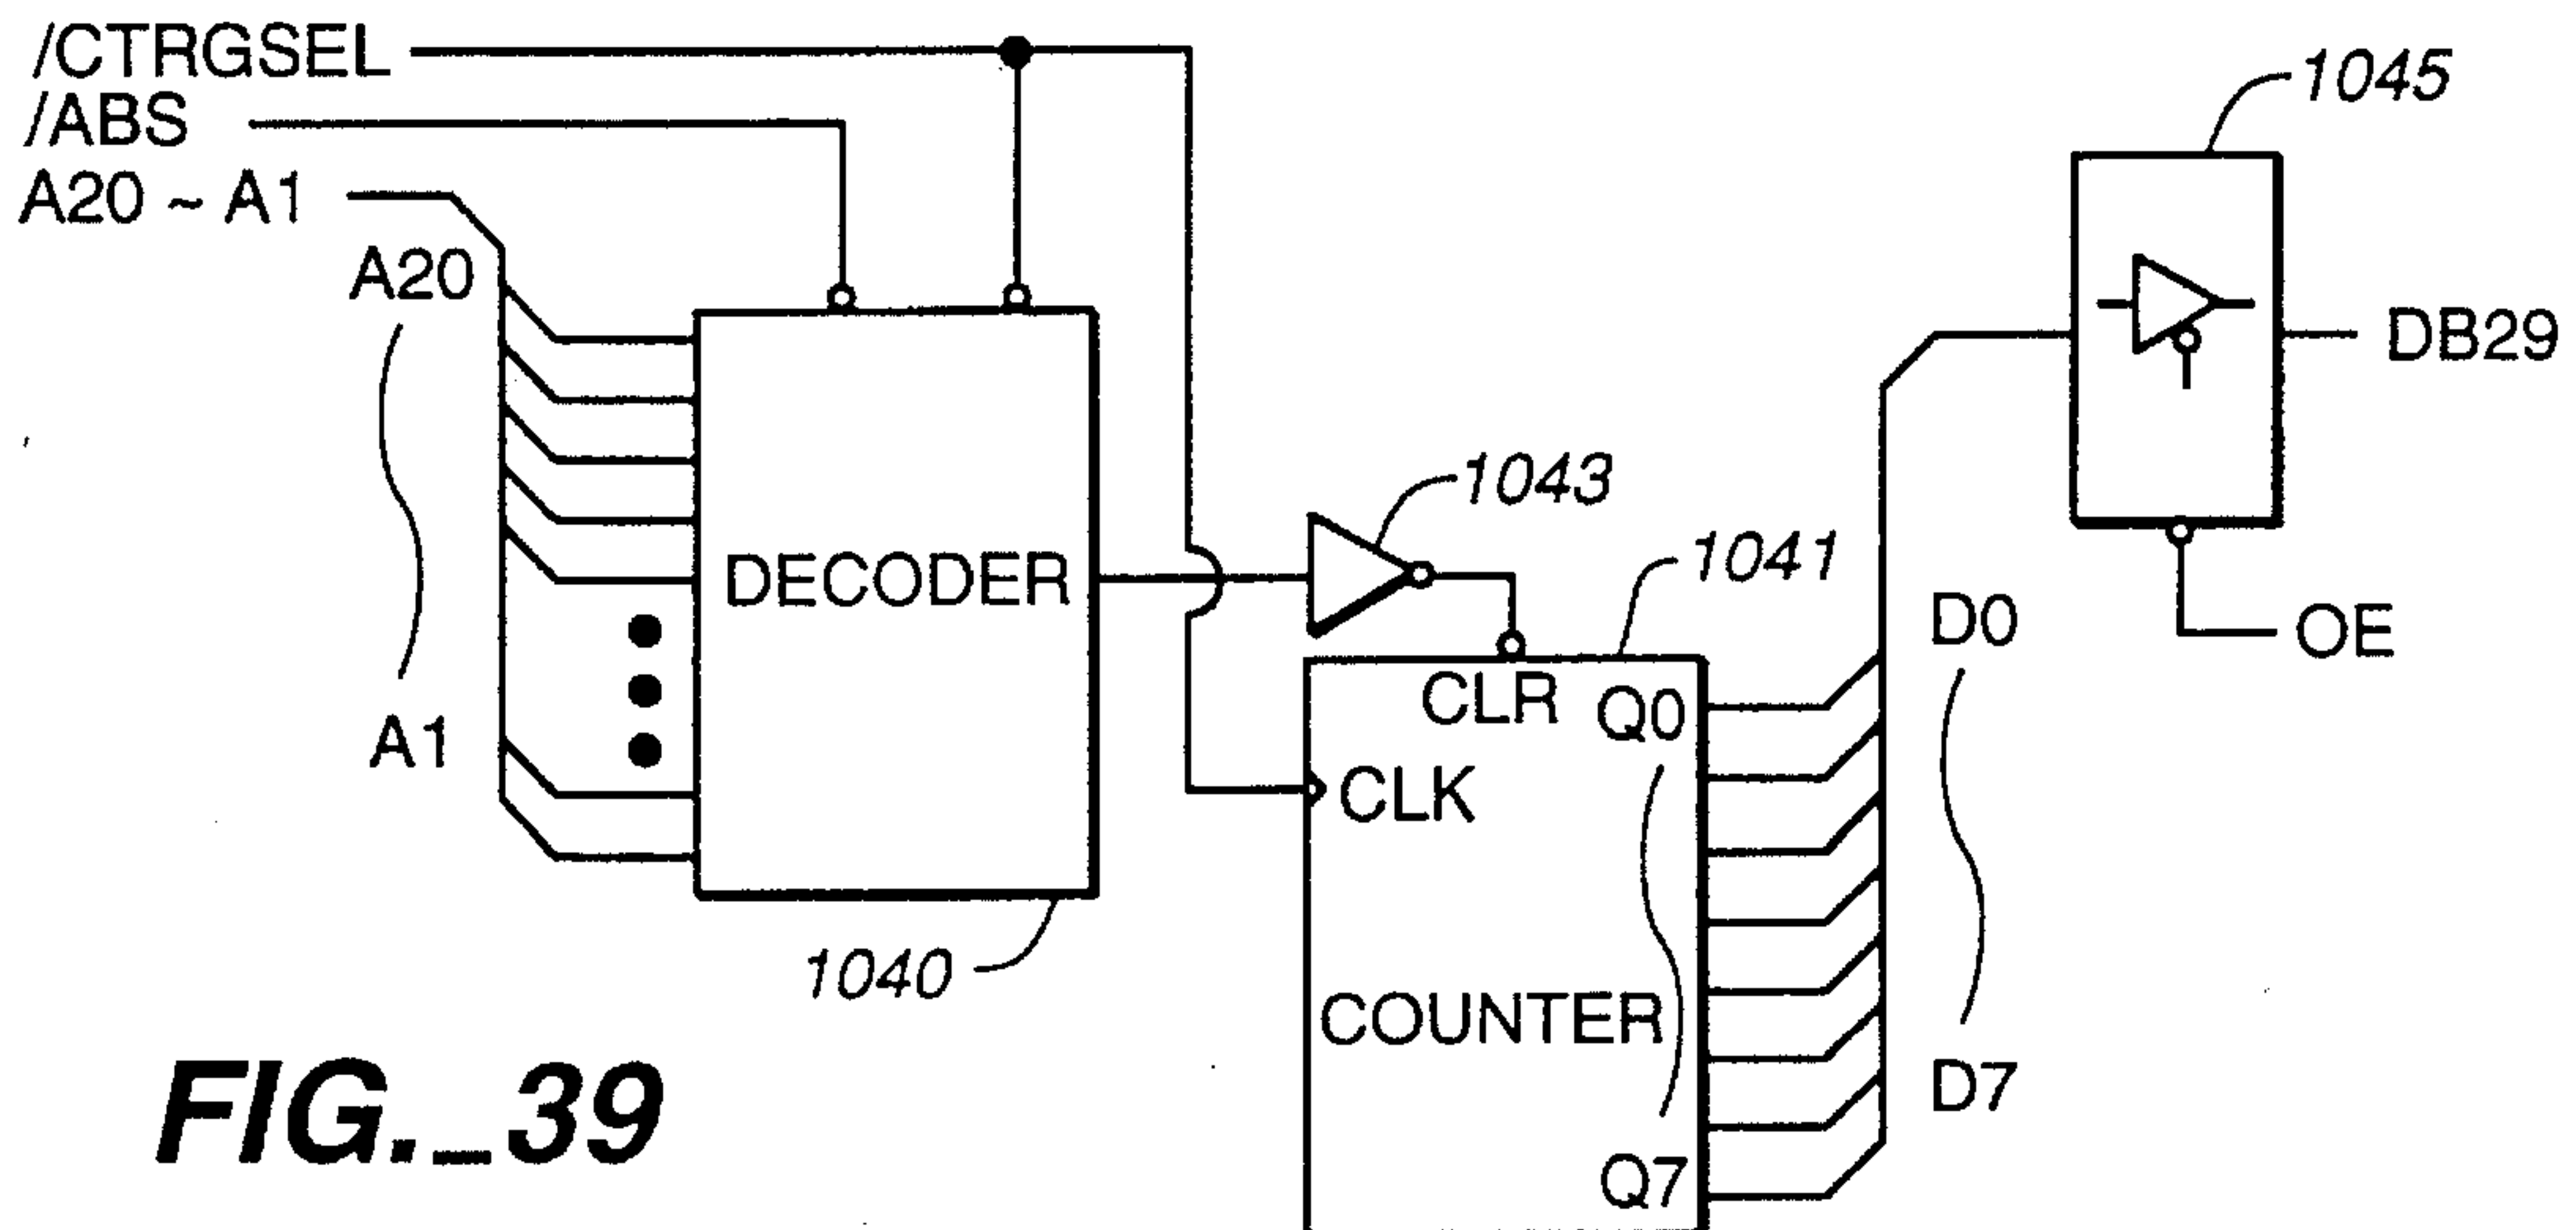 /CTRGSEL
/ABS
A20 ~ A1
A20
A1
DECODER
1040
1043
1041
CLR
Q0
CLK
COUNTER
Q7
D0
D7
1045
DB29
OE
FIG._39